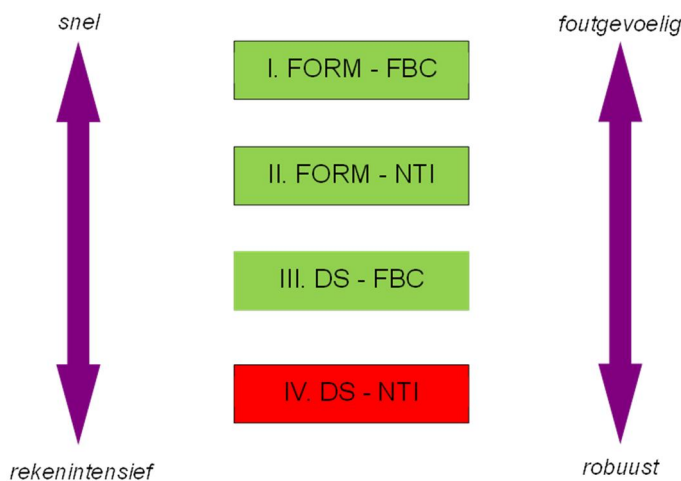 snel
foutgevoelig
I. FORM - FBC
II. FORM - NTI
III. DS - FBC
IV. DS - NTI
rekenintensief
robuust